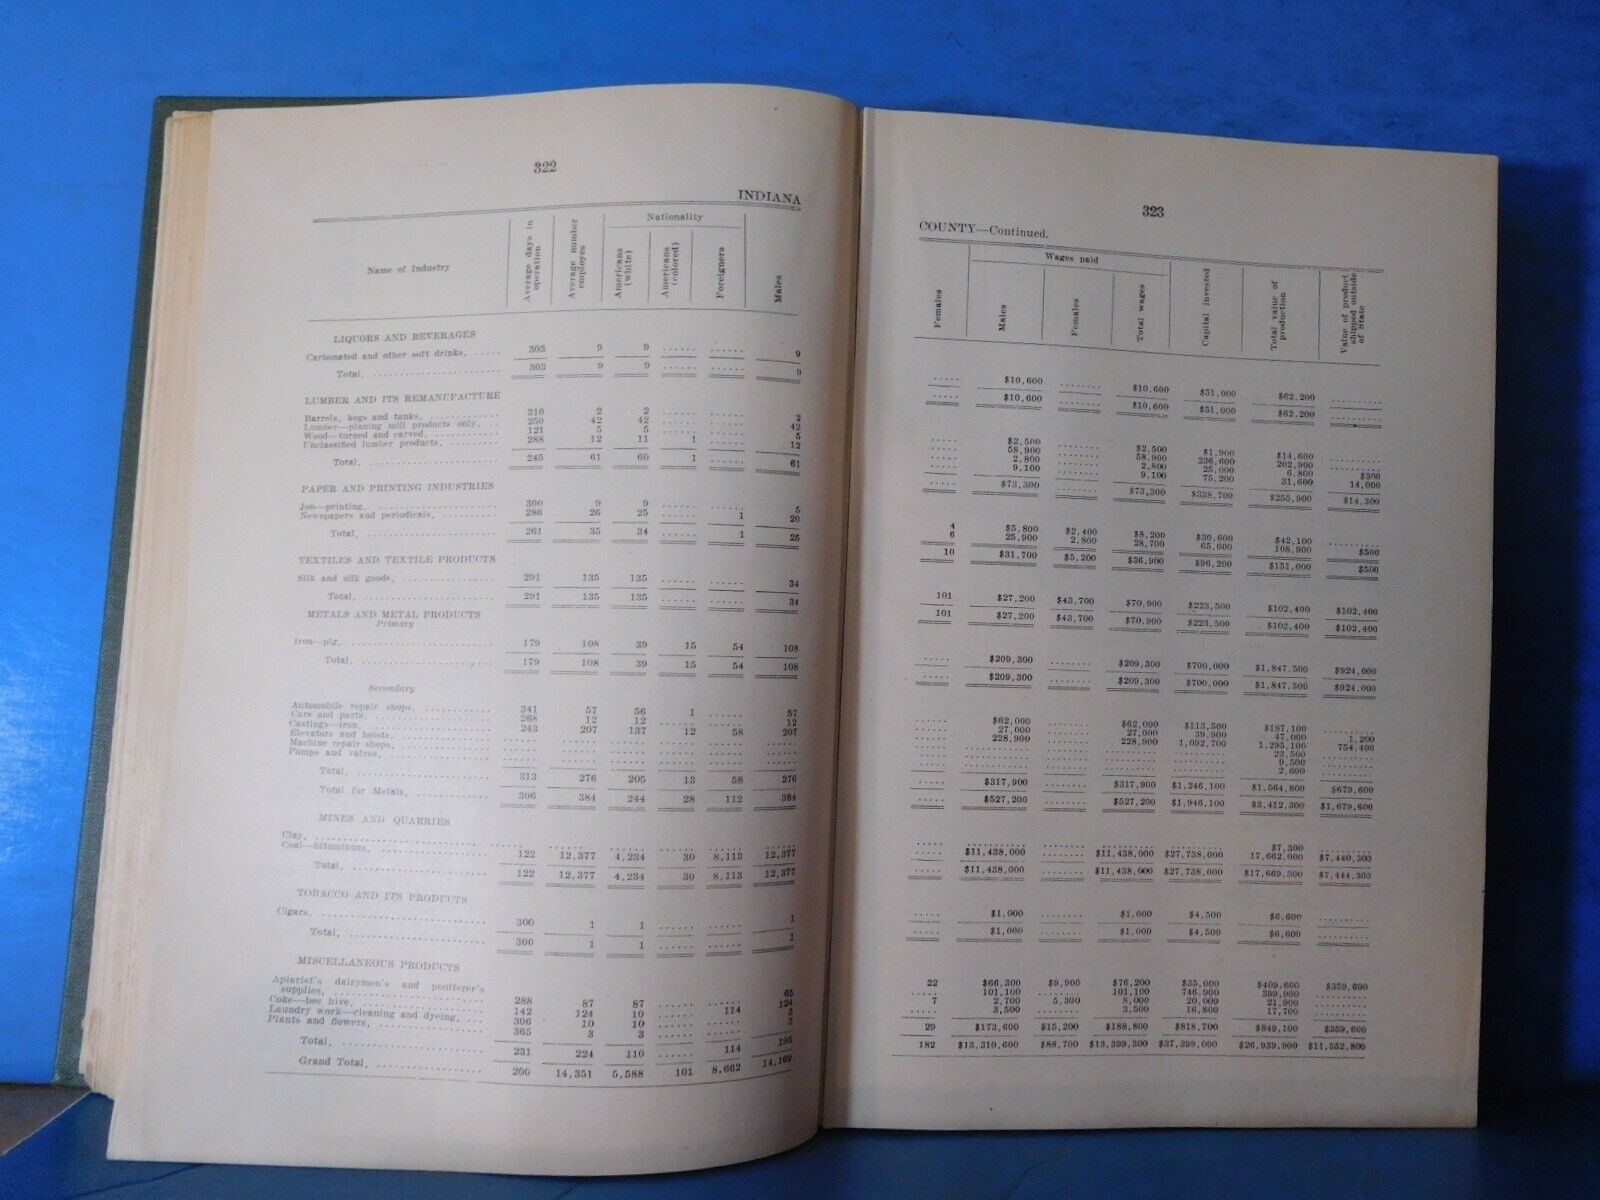 322
INDIANA
Name of Industry
Average days in operation
Average number employes
Nationality
Americans (white)
Americans (colored)
Foreigners
Males
LIQUORS AND BEVERAGES
Carbonated and other soft drinks, ..... 303 9 9 ...... ...... 9
Total, ............... 303 9 9 ...... ...... 9
LUMBER AND ITS REMANUFACTURE
Barrels, kegs and tanks, ............ 310 2 2 ...... ...... 2
Lumber—planing mill products only, .... 250 42 42 ...... ...... 42
Wood—turned and carved, ............ 121 5 5 ...... ...... 5
Unclassified lumber products, ......... 288 12 11 1 ...... 12
Total, .................. 245 61 60 1 ...... 61
PAPER AND PRINTING INDUSTRIES
Job—printing, .................. 300 9 9 ...... ...... 5
Newspapers and periodicals, ......... 286 26 25 ...... 1 20
Total, .................. 261 35 34 ...... 1 25
TEXTILES AND TEXTILE PRODUCTS
Silk and silk goods, ............... 291 135 135 ...... ...... 34
Total, .................. 291 135 135 ...... ...... 34
METALS AND METAL PRODUCTS
Primary
Iron—pig, .................. 179 108 39 15 54 108
Total, .................. 179 108 39 15 54 108
Secondary
Automobile repair shops, ............ 341 57 56 1 ...... 57
Cars and parts, .................. 268 12 12 ...... ...... 12
Castings—iron, .................. 243 207 137 12 58 207
Elevators and hoists, ...............
Machine repair shops, ...............
Pumps and valves, ...............
Total, .................. 313 276 205 13 58 276
Total for Metals, ............ 306 384 244 28 112 384
MINES AND QUARRIES
Clay, ..................
Coal—bituminous, ............... 122 12,377 4,234 30 8,113 12,377
Total, .................. 122 12,377 4,234 30 8,113 12,377
TOBACCO AND ITS PRODUCTS
Cigars, .................. 300 1 1 ...... ...... 1
Total, .................. 300 1 1 ...... ...... 1
MISCELLANEOUS PRODUCTS
Apiarist's dairymen's and poulterer's
supplies, .................. 288 87 87 ...... ...... 65
Coke—bee hive, ............... 142 124 10 ...... 114 124
Laundry work—cleaning and dyeing, .... 306 10 10 ...... ...... 3
Plants and flowers, ............... 365 3 3 ...... ...... 3
Total, .................. 231 224 110 ...... 114 195
Grand Total, ............... 200 14,351 5,588 101 8,662 14,169
323
COUNTY—Continued.
Females
Wages paid
Males
Females
Total wages
Capital invested
Total value of production
Value of product shipped outside of State
..... $10,600 ........ $10,600 $51,000 $62,200 ..........
..... $10,600 ........ $10,600 $51,000 $62,200 ..........
..... $2,500 ........ $2,500 $1,900 $14,600 ..........
..... 58,900 ........ 58,900 236,600 202,900 ..........
..... 2,800 ........ 2,800 25,000 6,800 $300
..... 9,100 ........ 9,100 75,200 31,600 14,000
..... $73,300 ........ $73,300 $338,700 $255,900 $14,300
4 $5,800 $2,400 $8,200 $30,600 $42,100 ..........
6 25,900 2,800 28,700 65,600 108,900 $500
10 $31,700 $5,200 $36,900 $96,200 $151,000 $500
101 $27,200 $43,700 $70,900 $223,500 $102,400 $102,400
101 $27,200 $43,700 $70,900 $223,500 $102,400 $102,400
..... $209,300 ........ $209,300 $700,000 $1,847,500 $924,000
..... $209,300 ........ $209,300 $700,000 $1,847,500 $924,000
..... $62,000 ........ $62,000 $113,500 $187,100
..... 27,000 ........ 27,000 39,900 47,000 1,200
..... 228,900 ........ 228,900 1,092,700 1,295,100 754,400
23,500
9,500
2,600
..... $317,900 ........ $317,900 $1,246,100 $1,564,800 $679,600
..... $527,200 ........ $527,200 $1,946,100 $3,412,300 $1,679,600
$7,300
..... $11,438,000 ........ $11,438,000 $27,738,000 17,662,000 $7,440,300
..... $11,438,000 ........ $11,438,000 $27,738,000 $17,669,300 $7,444,303
..... $1,000 ........ $1,000 $4,500 $6,600 ..........
..... $1,000 ........ $1,000 $4,500 $6,600 ..........
22 $66,300 $9,900 $76,200 $35,000 $409,600 $359,600
..... 101,100 ........ 101,100 746,900 399,900 ..........
7 2,700 5,300 8,000 20,000 21,900 ..........
..... 3,500 ........ 3,500 16,800 17,700 ..........
29 $173,600 $15,200 $188,800 $818,700 $849,100 $359,600
182 $13,310,600 $88,700 $13,399,300 $37,399,000 $26,939,900 $11,552,800